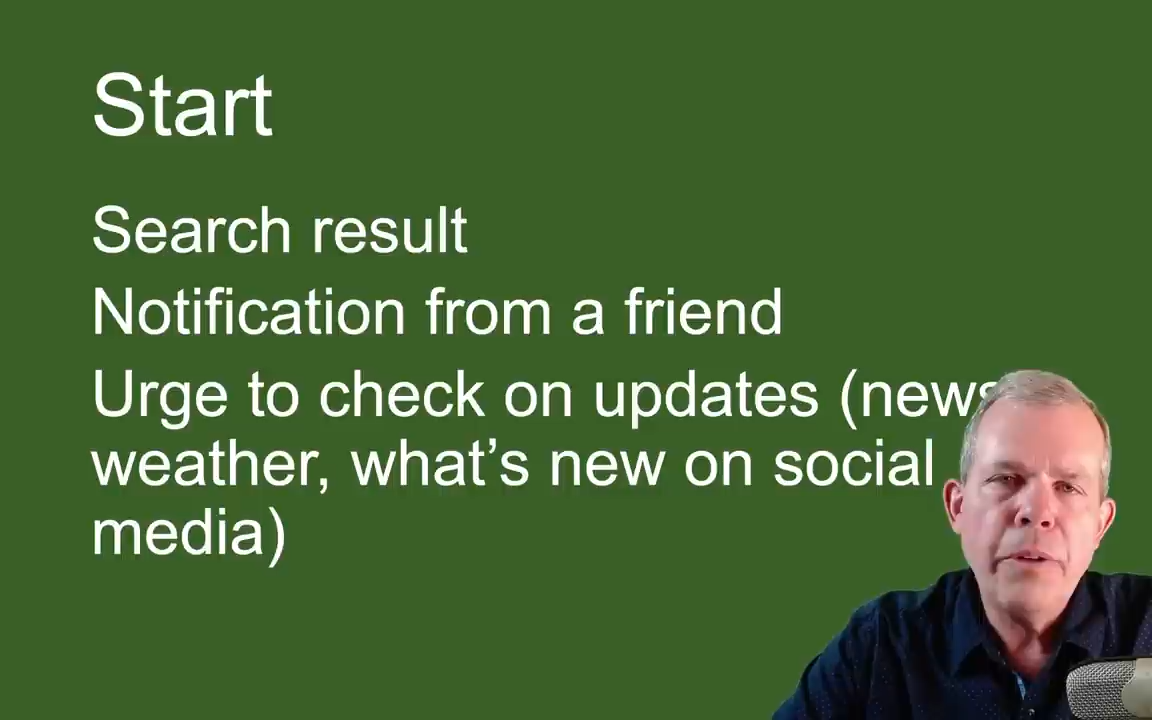 Start
Search result
Notification from a friend
Urge to check on updates (news
weather, what's new on social
media)